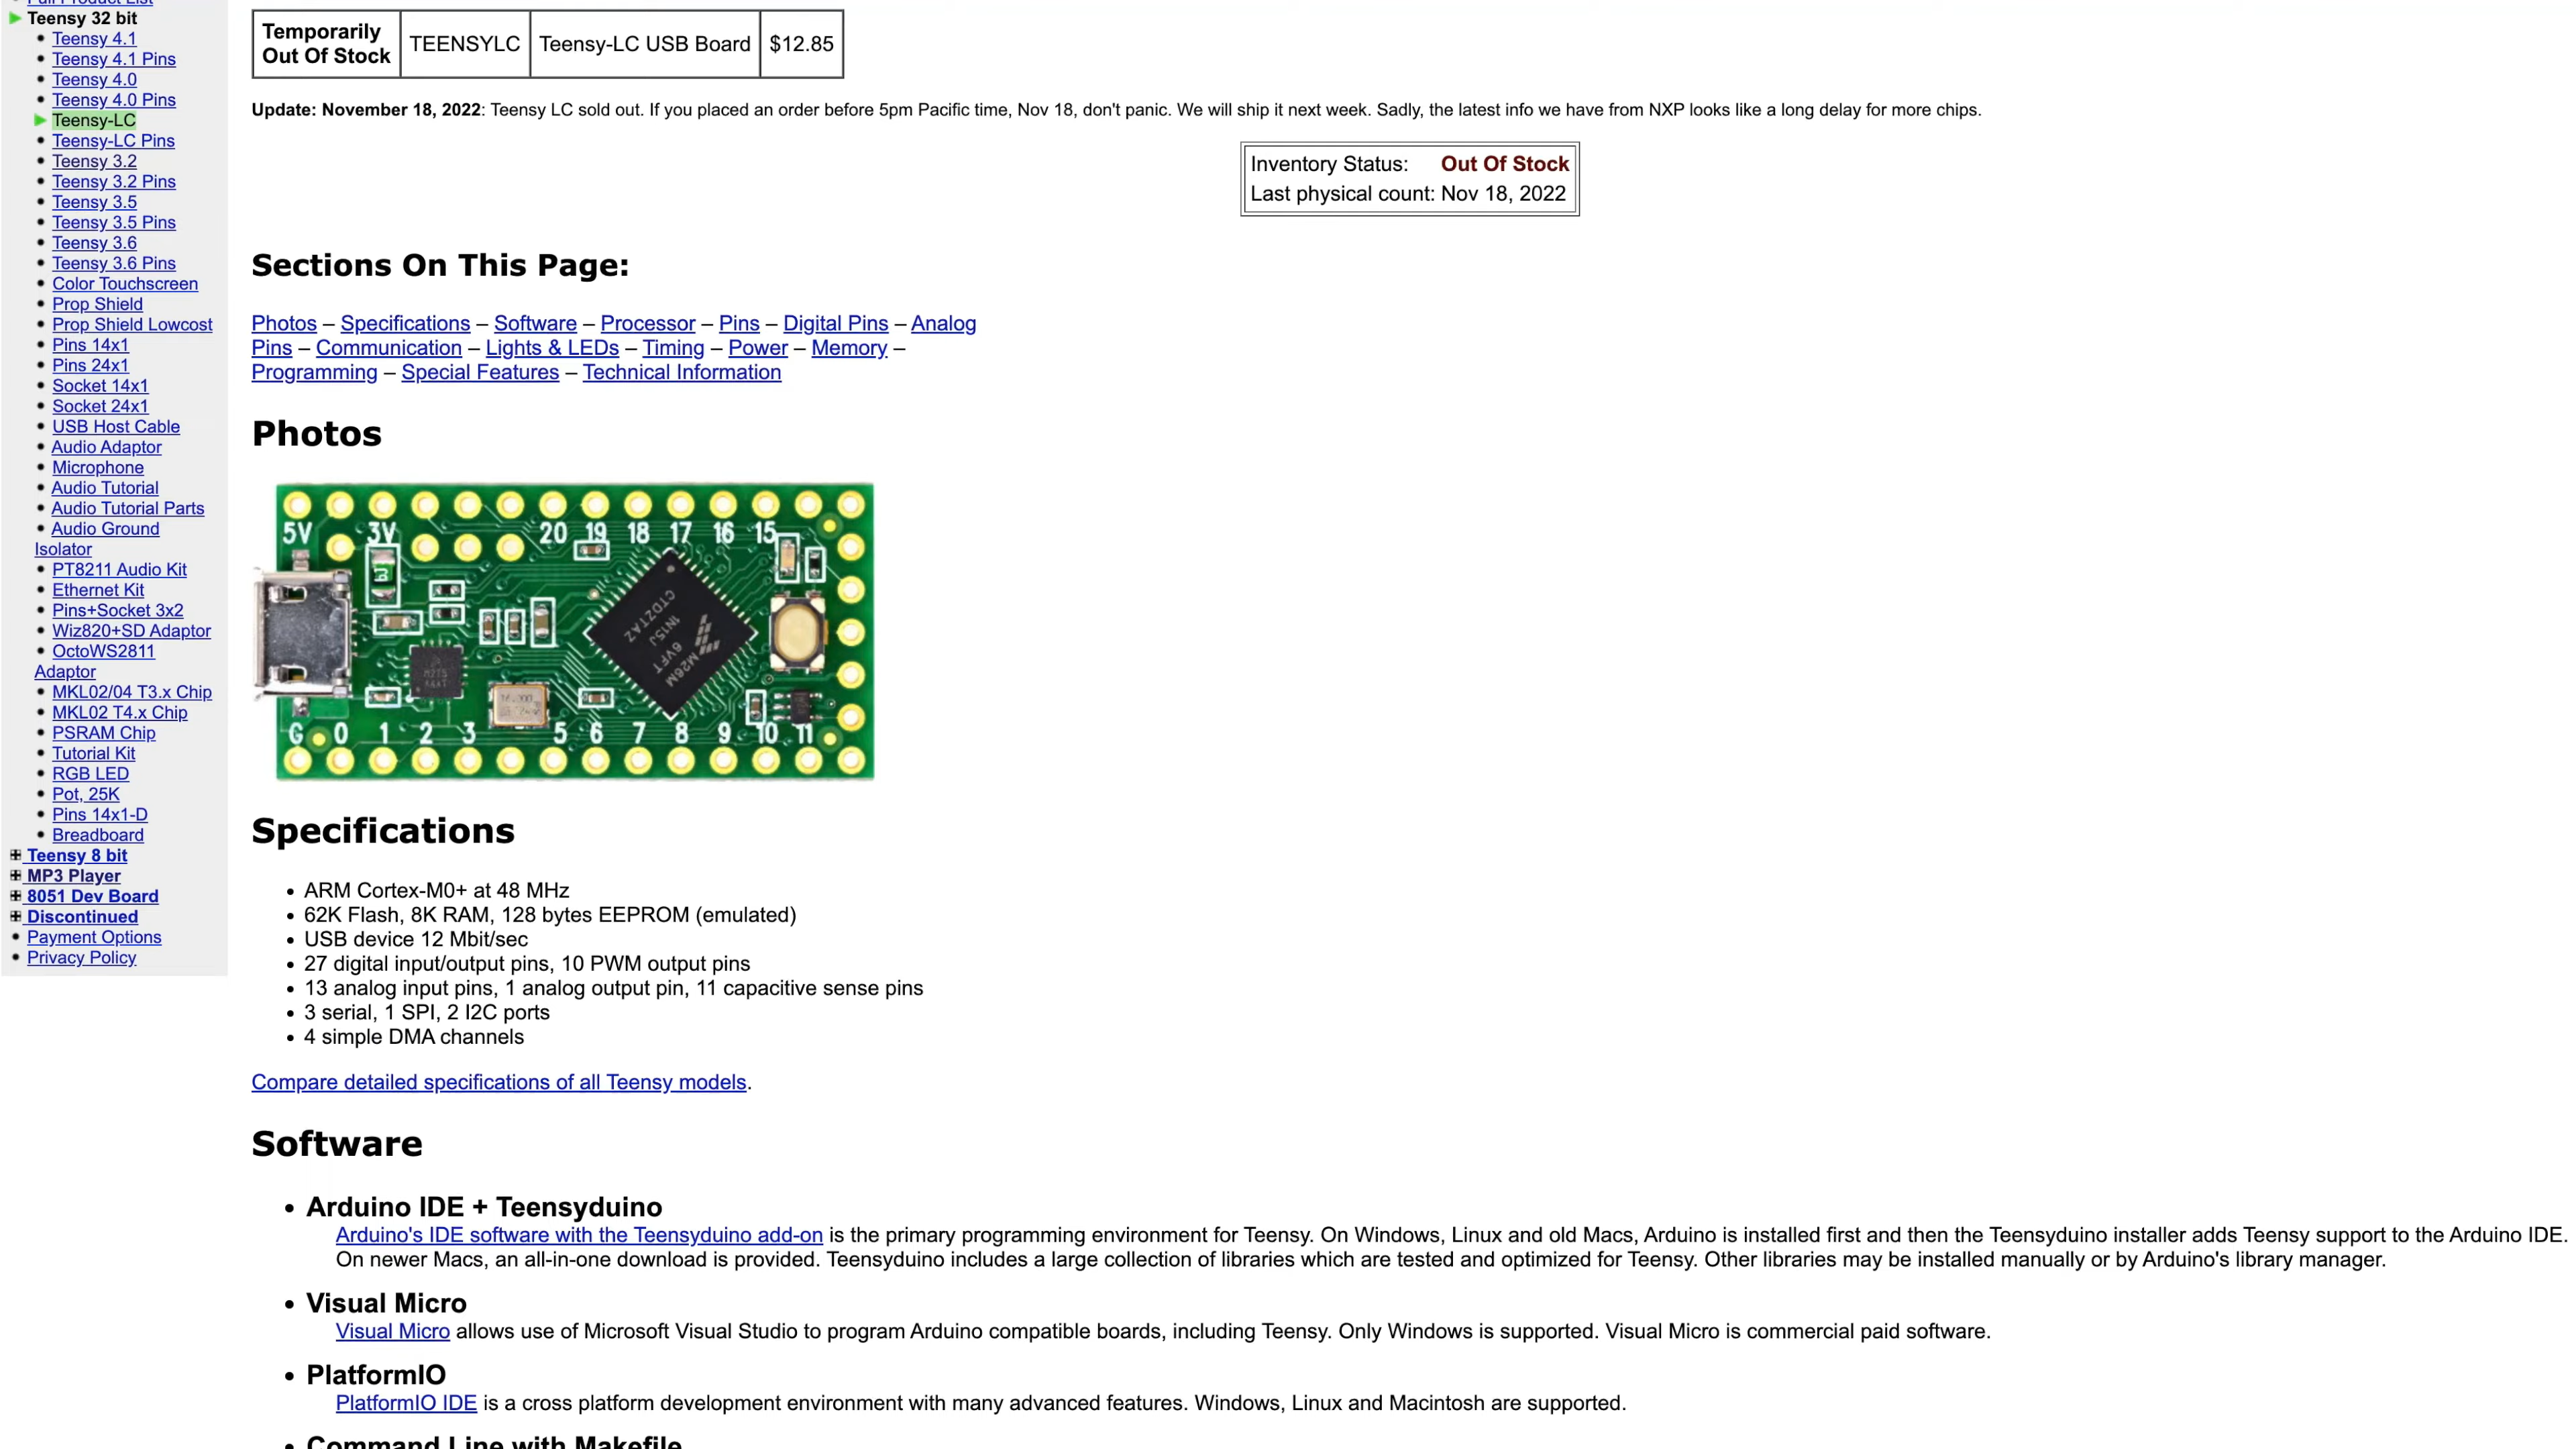 Teensy 32 bit
Teensy 4.1
Teensy 4.1 Pins
Teensy 4.0
Teensy 4.0 Pins
Teensy-LC
Teensy-LC Pins
Teensy 3.2
Teensy 3.2 Pins
Teensy 3.5
Teensy 3.5 Pins
Teensy 3.6
Teensy 3.6 Pins
Color Touchscreen
Prop Shield
Prop Shield Lowcost
Pins 14x1
Pins 24x1
Socket 14x1
Socket 24x1
USB Host Cable
Audio Adaptor
Microphone
Audio Tutorial
Audio Tutorial Parts
Audio Ground
Isolator
PT8211 Audio Kit
Ethernet Kit
Pins+Socket 3x2
Wiz820+SD Adaptor
OctoWS2811
Adaptor
MKL02/04 T3.x Chip
MKL02 T4.x Chip
PSRAM Chip
Tutorial Kit
RGB LED
Pot, 25K
Pins 14x1-D
Breadboard
Teensy 8 bit
MP3 Player
8051 Dev Board
Discontinued
Payment Options
Privacy Policy
Temporarily
Out Of Stock
TEENSYLC
Teensy-LC USB Board
$12.85
Update: November 18, 2022: Teensy LC sold out. If you placed an order before 5pm Pacific time, Nov 18, don't panic. We will ship it next week. Sadly, the latest info we have from NXP looks like a long delay for more chips.
Inventory Status: Out Of Stock
Last physical count: Nov 18, 2022
Sections On This Page:
Photos – Specifications – Software – Processor – Pins – Digital Pins – Analog
Pins – Communication – Lights & LEDs – Timing – Power – Memory –
Programming – Special Features – Technical Information
Photos
5V 3V 20 19 18 17 16 15
M26M
6VFT
1N15J
CTDZTAZ
G 0 1 2 3 5 6 7 8 9 10 11
Specifications
• ARM Cortex-M0+ at 48 MHz
• 62K Flash, 8K RAM, 128 bytes EEPROM (emulated)
• USB device 12 Mbit/sec
• 27 digital input/output pins, 10 PWM output pins
• 13 analog input pins, 1 analog output pin, 11 capacitive sense pins
• 3 serial, 1 SPI, 2 I2C ports
• 4 simple DMA channels
Compare detailed specifications of all Teensy models.
Software
• Arduino IDE + Teensyduino
Arduino's IDE software with the Teensyduino add-on is the primary programming environment for Teensy. On Windows, Linux and old Macs, Arduino is installed first and then the Teensyduino installer adds Teensy support to the Arduino IDE.
On newer Macs, an all-in-one download is provided. Teensyduino includes a large collection of libraries which are tested and optimized for Teensy. Other libraries may be installed manually or by Arduino's library manager.
• Visual Micro
Visual Micro allows use of Microsoft Visual Studio to program Arduino compatible boards, including Teensy. Only Windows is supported. Visual Micro is commercial paid software.
• PlatformIO
PlatformIO IDE is a cross platform development environment with many advanced features. Windows, Linux and Macintosh are supported.
• Command Line with Makefile